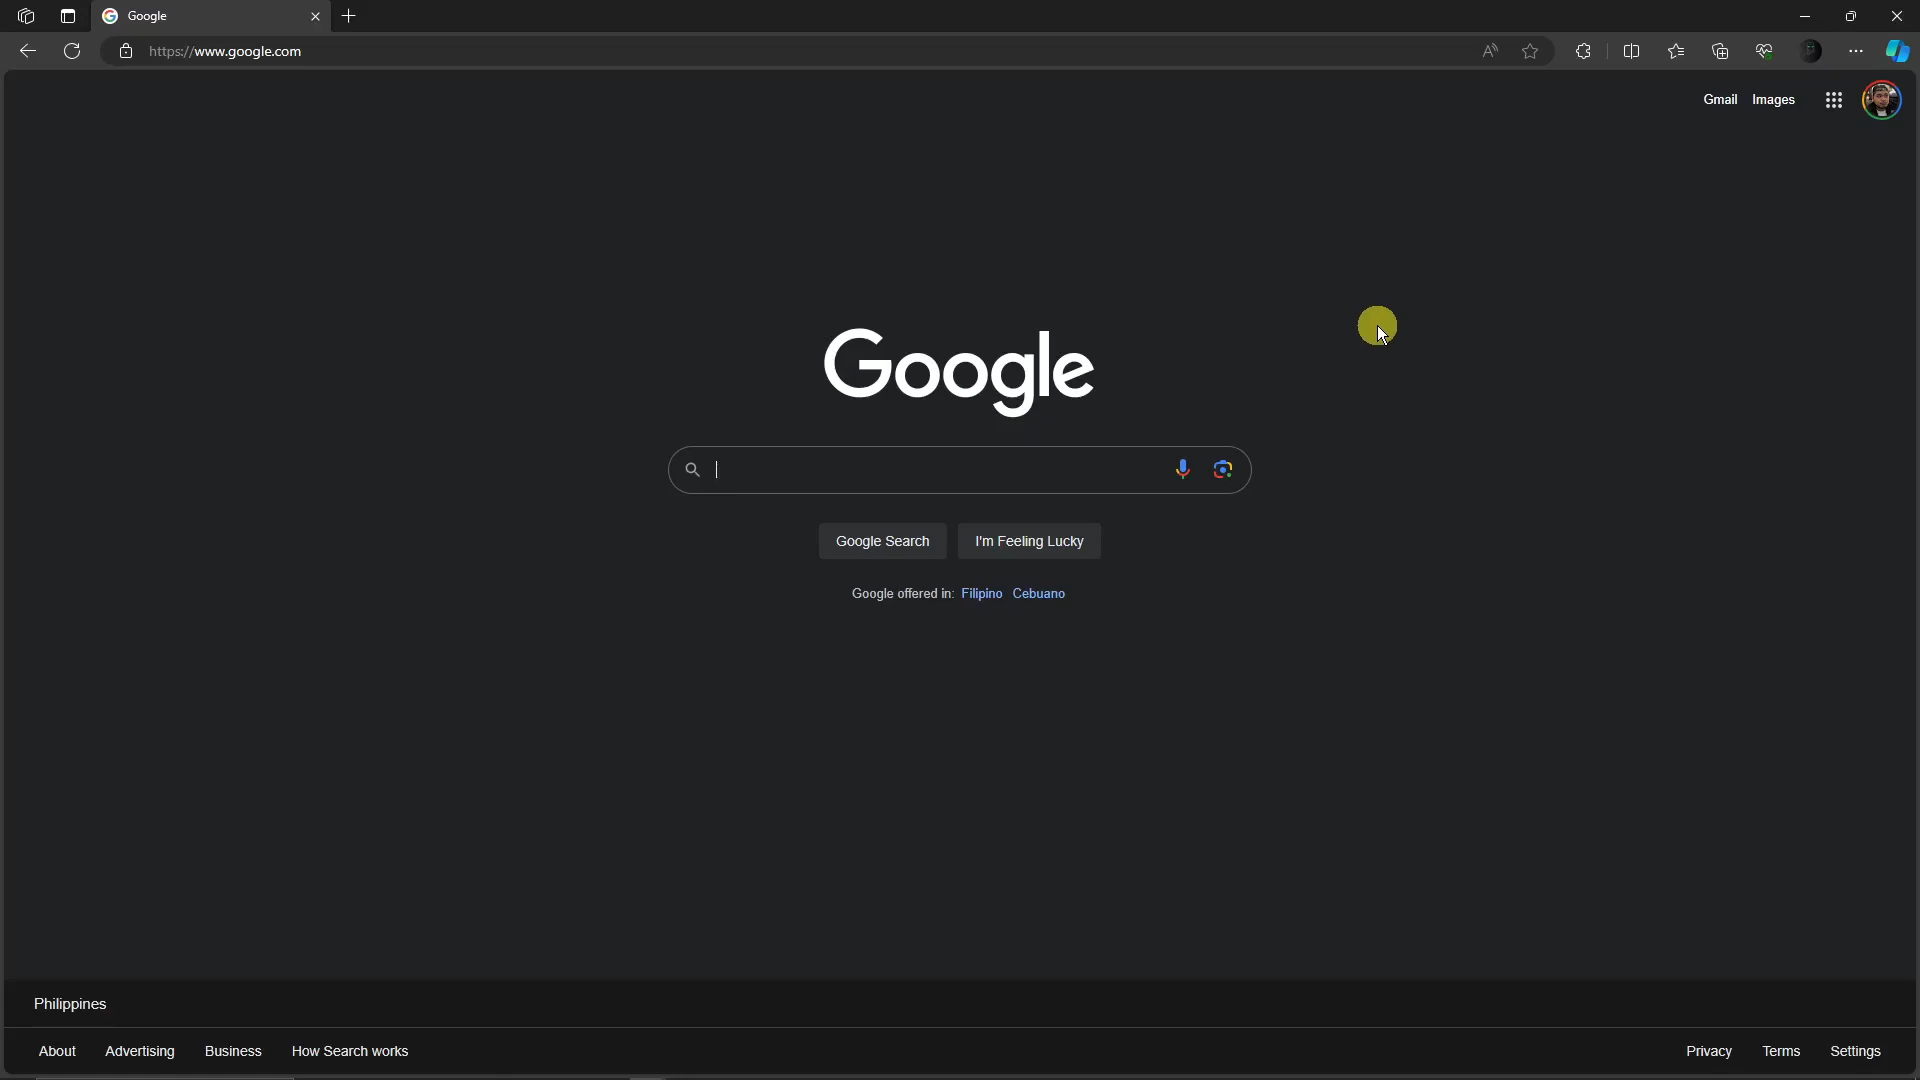 Google
https://www.google.com
Gmail Images
Google
Google Search I'm Feeling Lucky
Google offered in: Filipino Cebuano
Philippines
About Advertising Business How Search works Privacy Terms Settings